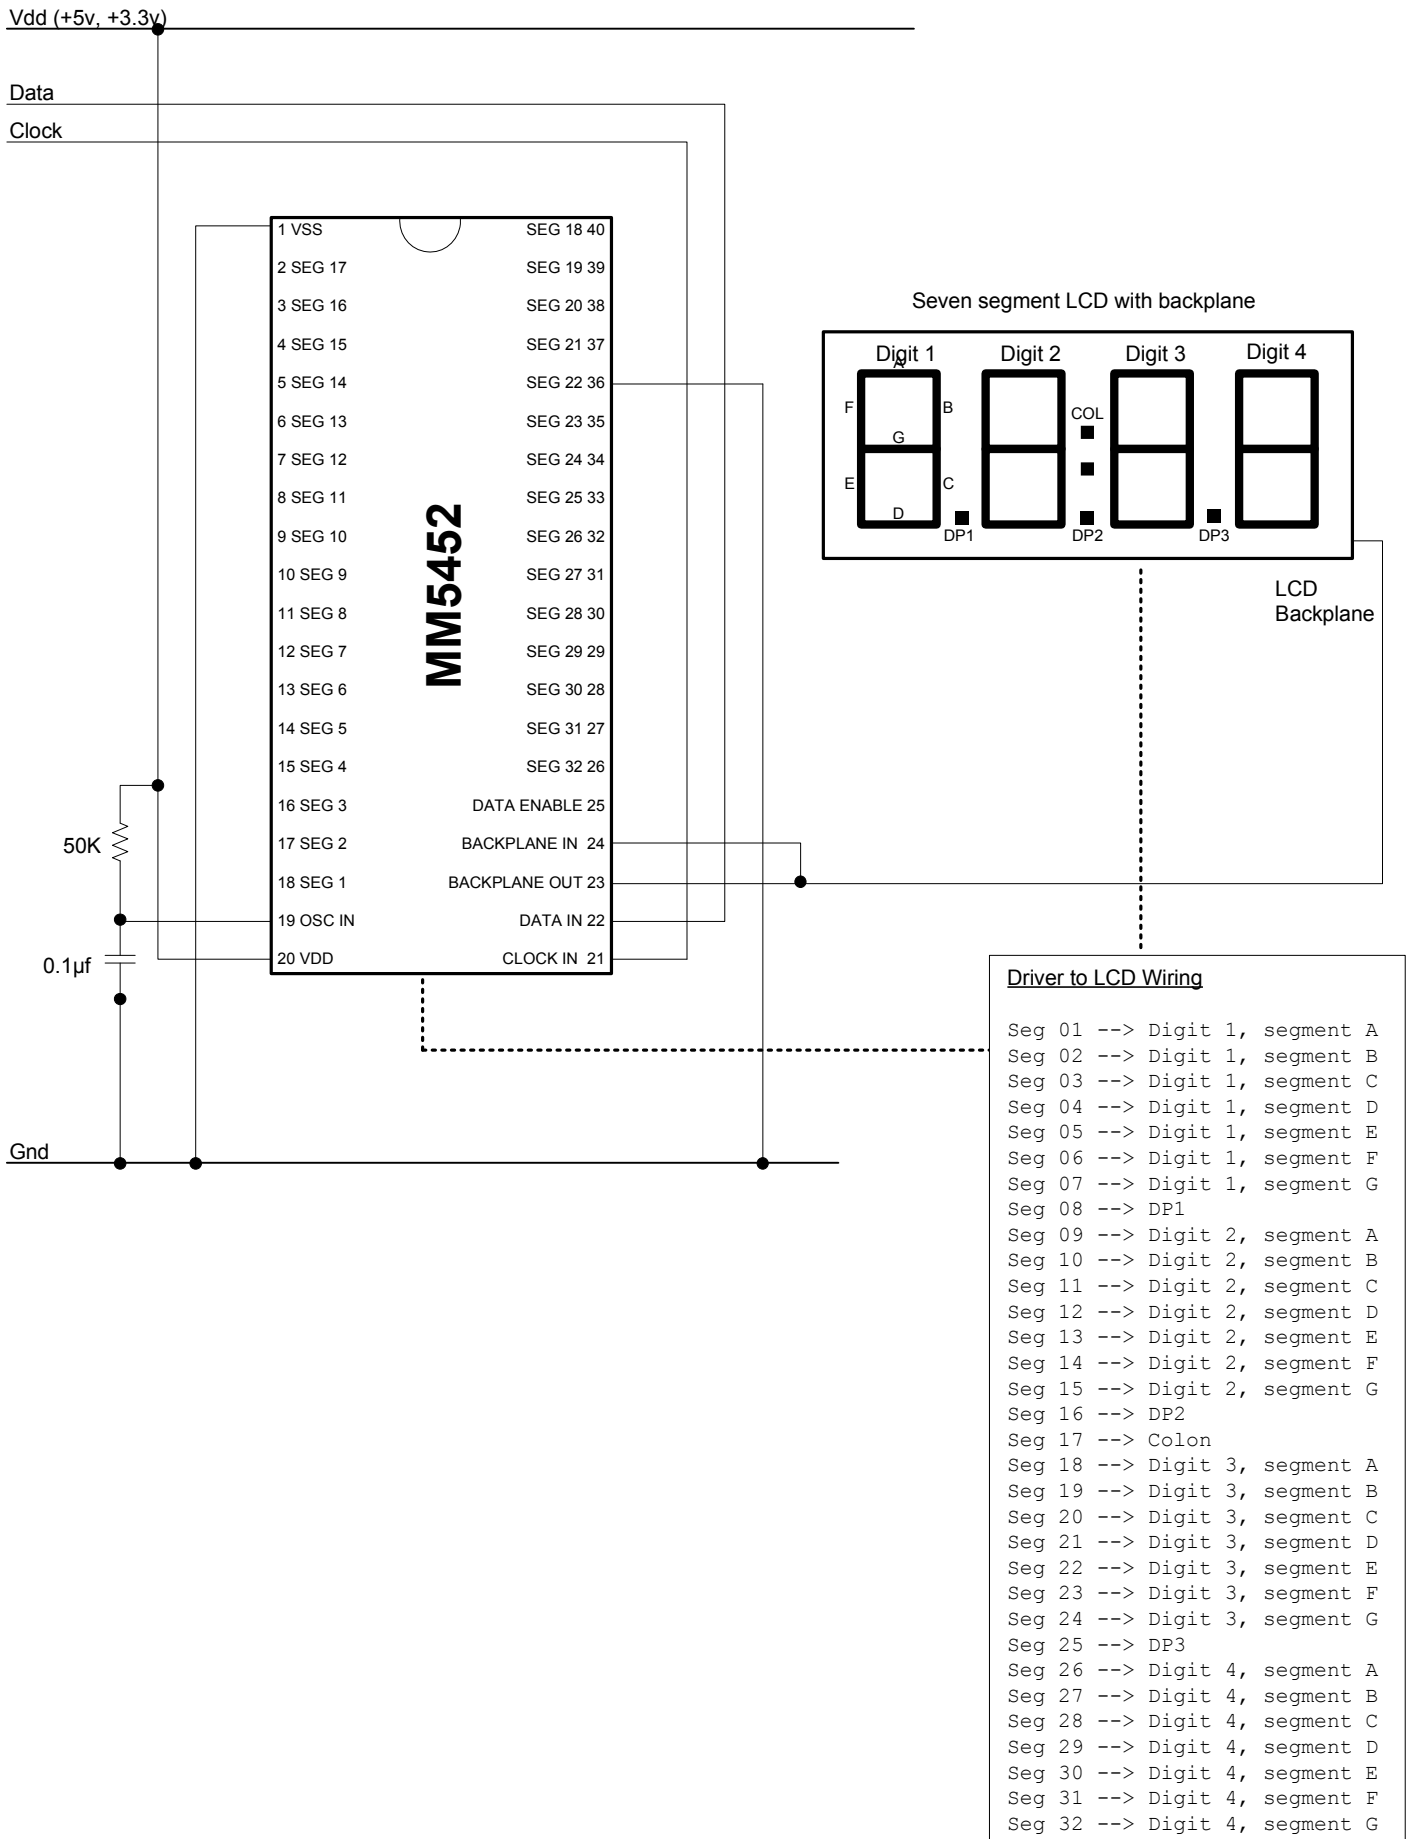 Vdd (+5v, +3.3v)
Data
Clock
1 VSS
2 SEG 17
3 SEG 16
4 SEG 15
5 SEG 14
6 SEG 13
7 SEG 12
8 SEG 11
9 SEG 10
10 SEG 9
11 SEG 8
12 SEG 7
13 SEG 6
14 SEG 5
15 SEG 4
16 SEG 3
17 SEG 2
18 SEG 1
19 OSC IN
20 VDD
MM5452
SEG 18 40
SEG 19 39
SEG 20 38
SEG 21 37
SEG 22 36
SEG 23 35
SEG 24 34
SEG 25 33
SEG 26 32
SEG 27 31
SEG 28 30
SEG 29 29
SEG 30 28
SEG 31 27
SEG 32 26
DATA ENABLE 25
BACKPLANE IN 24
BACKPLANE OUT 23
DATA IN 22
CLOCK IN 21
50K
0.1µf
Gnd
Seven segment LCD with backplane
Digit 1 Digit 2 Digit 3 Digit 4
A
F B
COL
G
E C
D
DP1 DP2 DP3
LCD
Backplane
Driver to LCD Wiring
Seg 01 --> Digit 1, segment A
Seg 02 --> Digit 1, segment B
Seg 03 --> Digit 1, segment C
Seg 04 --> Digit 1, segment D
Seg 05 --> Digit 1, segment E
Seg 06 --> Digit 1, segment F
Seg 07 --> Digit 1, segment G
Seg 08 --> DP1
Seg 09 --> Digit 2, segment A
Seg 10 --> Digit 2, segment B
Seg 11 --> Digit 2, segment C
Seg 12 --> Digit 2, segment D
Seg 13 --> Digit 2, segment E
Seg 14 --> Digit 2, segment F
Seg 15 --> Digit 2, segment G
Seg 16 --> DP2
Seg 17 --> Colon
Seg 18 --> Digit 3, segment A
Seg 19 --> Digit 3, segment B
Seg 20 --> Digit 3, segment C
Seg 21 --> Digit 3, segment D
Seg 22 --> Digit 3, segment E
Seg 23 --> Digit 3, segment F
Seg 24 --> Digit 3, segment G
Seg 25 --> DP3
Seg 26 --> Digit 4, segment A
Seg 27 --> Digit 4, segment B
Seg 28 --> Digit 4, segment C
Seg 29 --> Digit 4, segment D
Seg 30 --> Digit 4, segment E
Seg 31 --> Digit 4, segment F
Seg 32 --> Digit 4, segment G